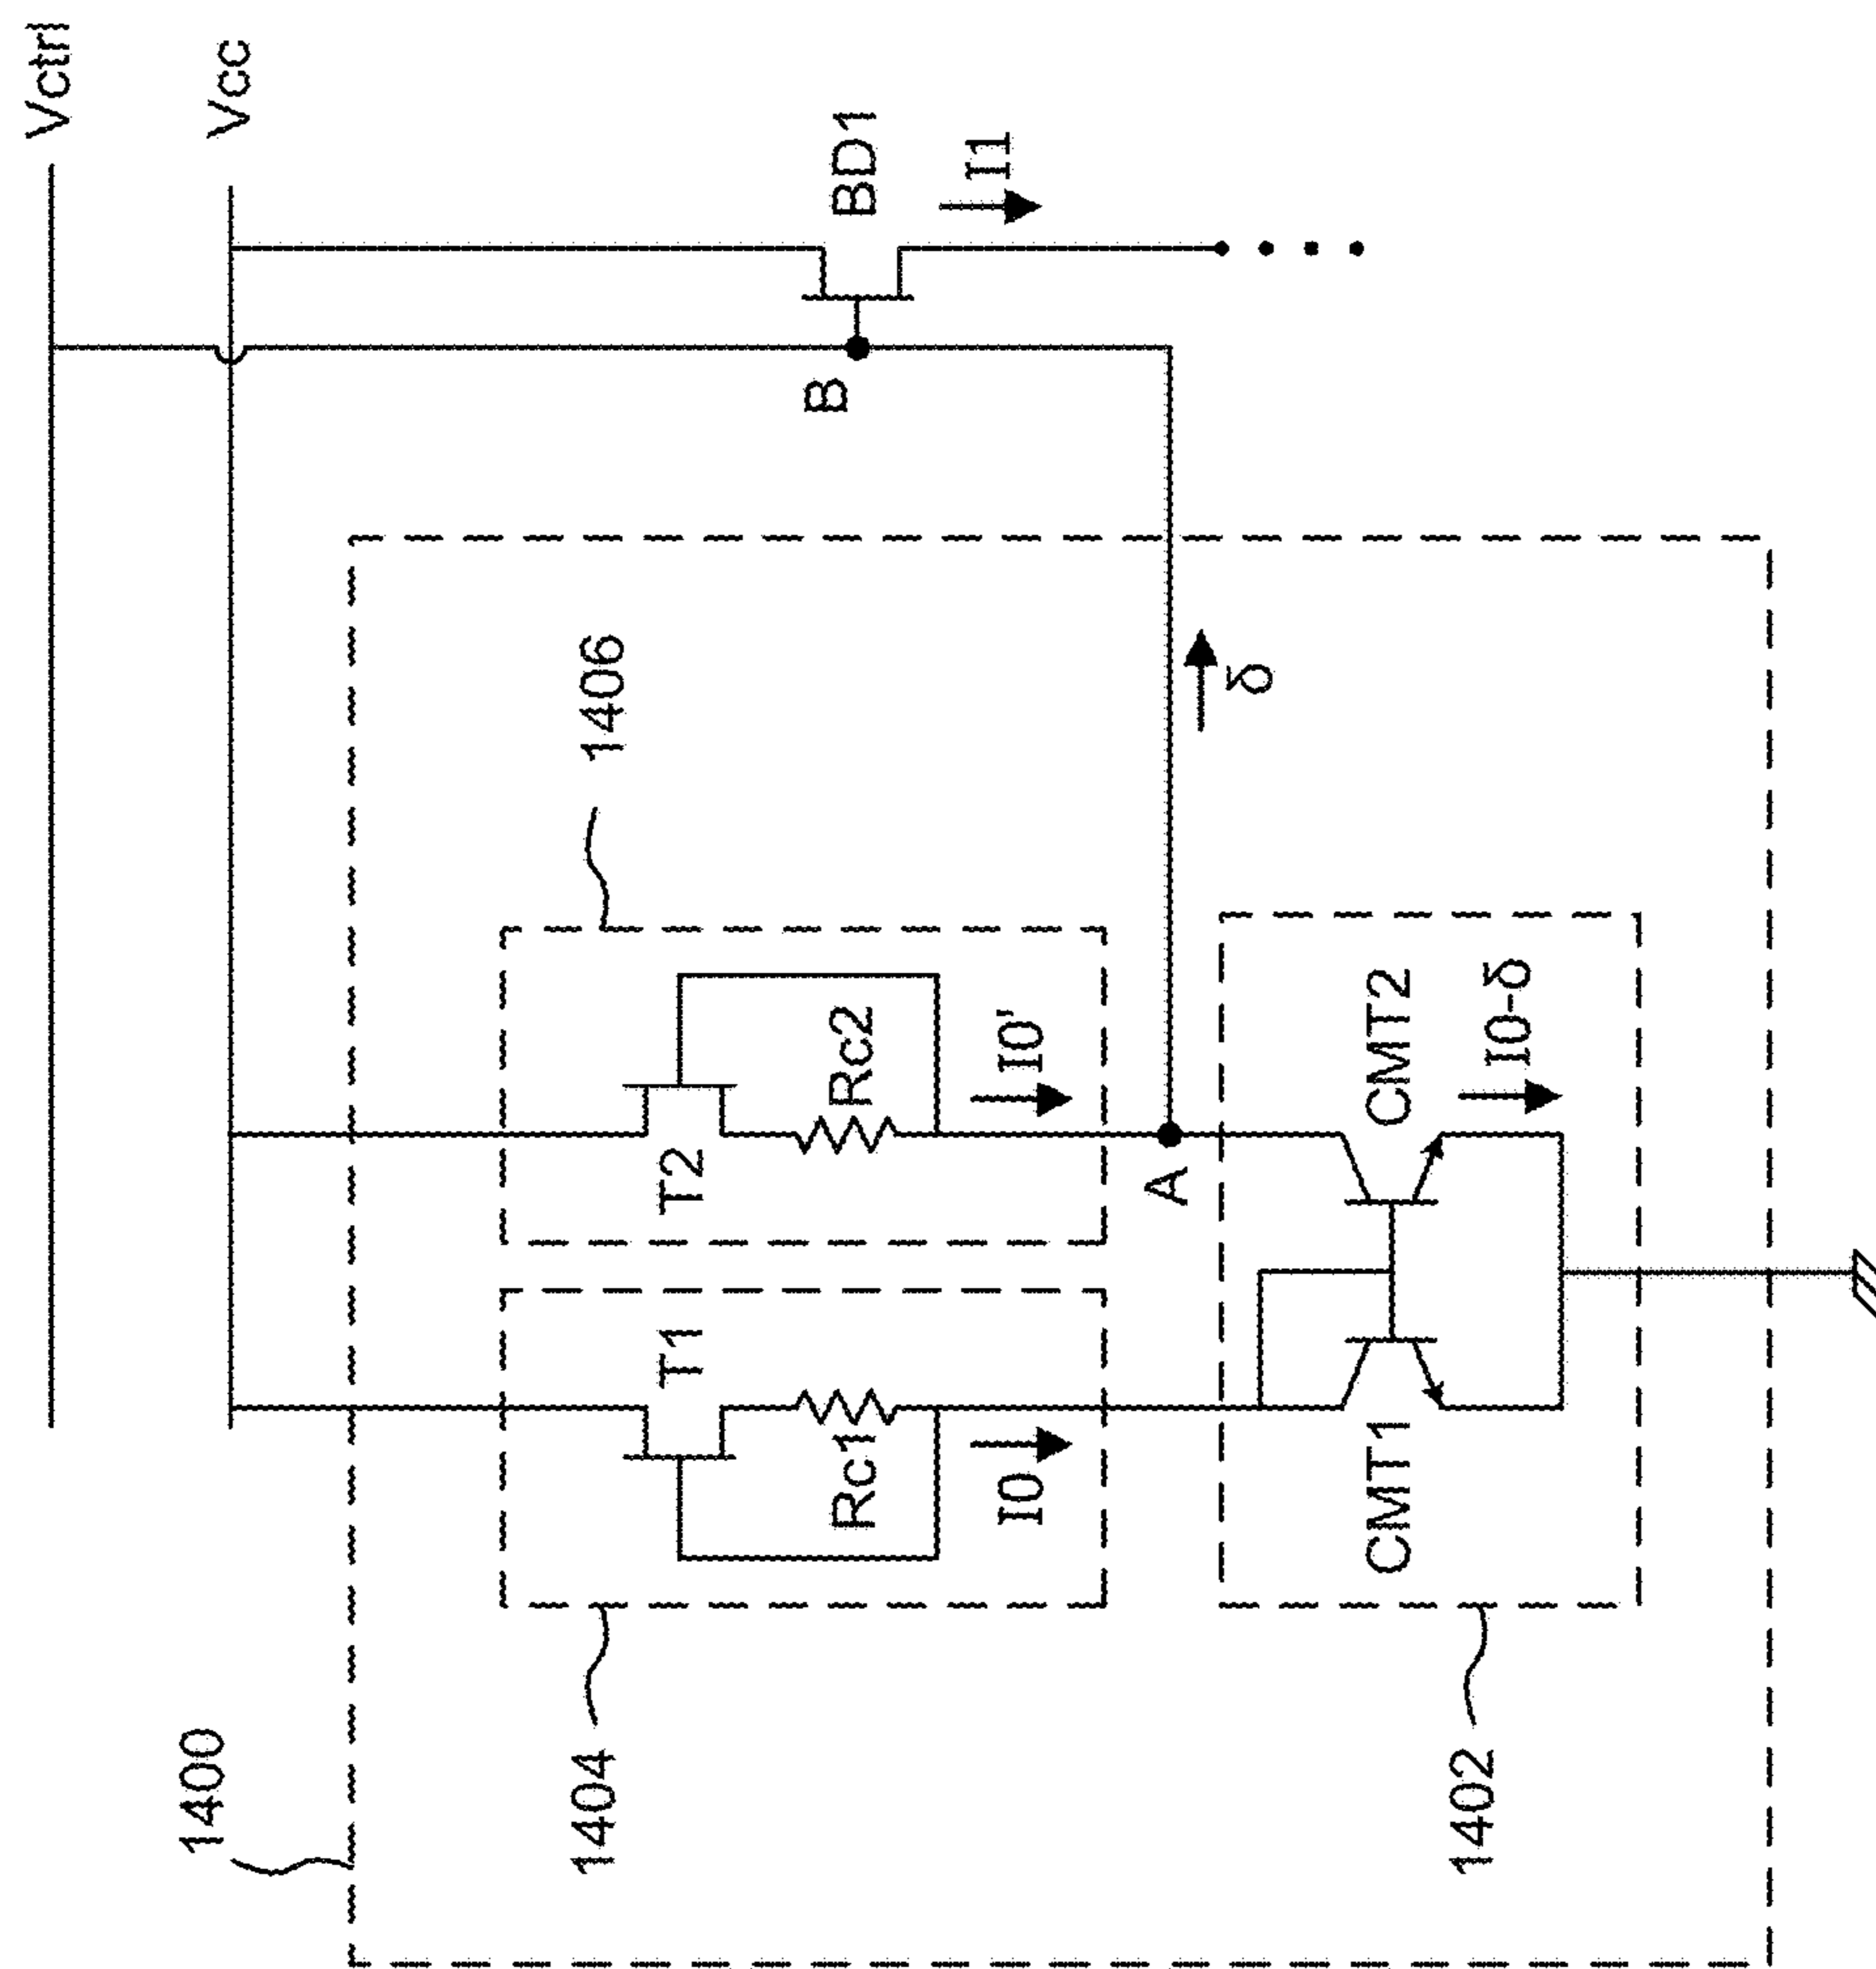 Vctrl
Vcc
1400
1404
1406
T1
T2
BD1
Rc1
Rc2
B
I0
I0'
I1
A
δ
CMT1
CMT2
1402
I0-δ